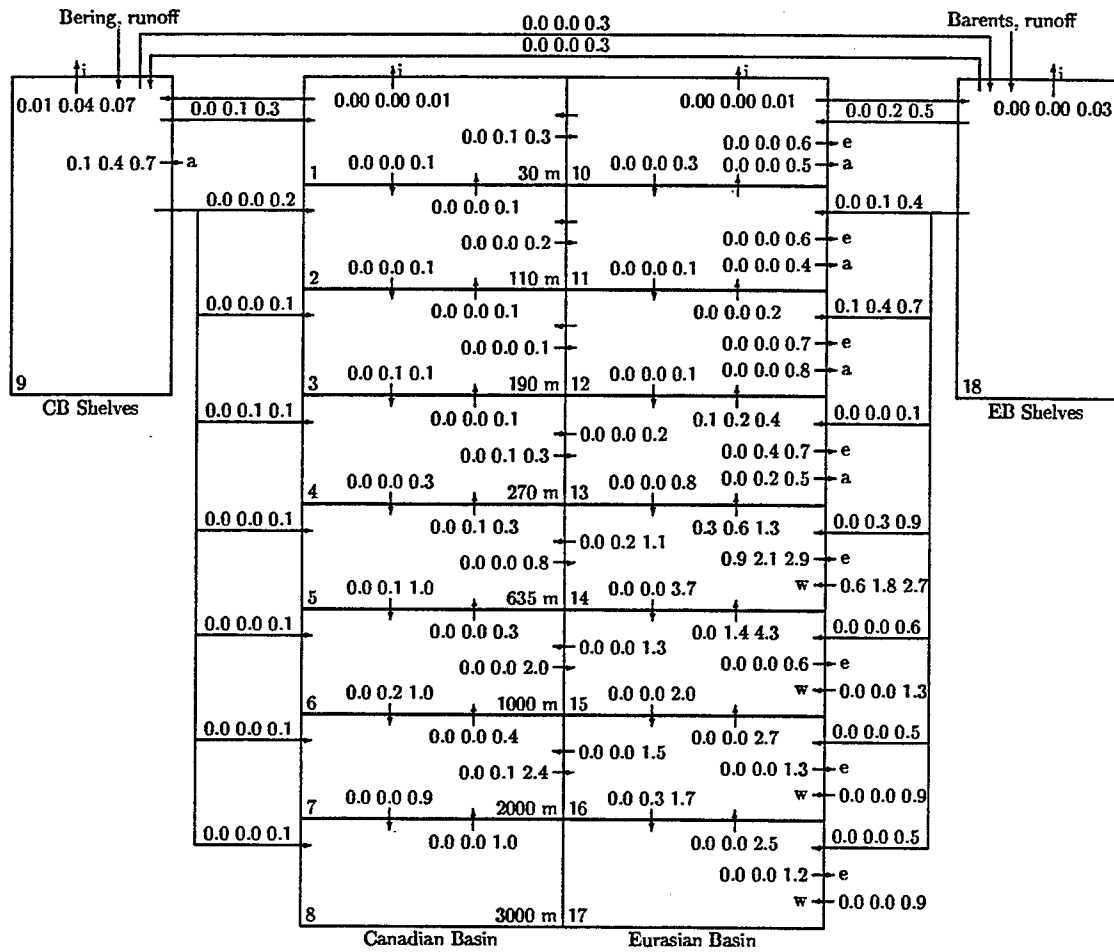 Bering, runoff
0.0 0.0 0.3
Barents, runoff
0.0 0.0 0.3
i
i
i
i
0.01 0.04 0.07
0.0 0.1 0.3
0.00 0.00 0.01
0.00 0.00 0.01
0.0 0.2 0.5
0.00 0.00 0.03
0.0 0.1 0.3
0.0 0.0 0.6 e
0.1 0.4 0.7 a
0.0 0.0 0.1
0.0 0.0 0.3
0.0 0.0 0.5 a
1
30 m
10
0.0 0.0 0.2
0.0 0.0 0.1
0.0 0.1 0.4
0.0 0.0 0.2
0.0 0.0 0.6 e
0.0 0.0 0.1
0.0 0.0 0.1
0.0 0.0 0.4 a
2
110 m
11
0.0 0.0 0.1
0.0 0.0 0.1
0.0 0.0 0.2
0.1 0.4 0.7
0.0 0.0 0.1
0.0 0.0 0.7 e
0.0 0.1 0.1
0.0 0.0 0.1
0.0 0.0 0.8 a
9
3
190 m
12
18
CB Shelves
EB Shelves
0.0 0.1 0.1
0.0 0.0 0.1
0.0 0.0 0.2
0.1 0.2 0.4
0.0 0.0 0.1
0.0 0.1 0.3
0.0 0.4 0.7 e
0.0 0.0 0.3
0.0 0.0 0.8
0.0 0.2 0.5 a
4
270 m
13
0.0 0.0 0.1
0.0 0.1 0.3
0.0 0.2 1.1
0.3 0.6 1.3
0.0 0.3 0.9
0.0 0.0 0.8
0.9 2.1 2.9 e
0.0 0.1 1.0
0.0 0.0 3.7
w 0.6 1.8 2.7
5
635 m
14
0.0 0.0 0.1
0.0 0.0 0.3
0.0 0.0 1.3
0.0 1.4 4.3
0.0 0.0 0.6
0.0 0.0 2.0
0.0 0.0 0.6 e
0.0 0.2 1.0
0.0 0.0 2.0
w 0.0 0.0 1.3
6
1000 m
15
0.0 0.0 0.1
0.0 0.0 0.4
0.0 0.0 1.5
0.0 0.0 2.7
0.0 0.0 0.5
0.0 0.1 2.4
0.0 0.0 1.3 e
0.0 0.0 0.9
0.0 0.3 1.7
w 0.0 0.0 0.9
7
2000 m
16
0.0 0.0 0.1
0.0 0.0 1.0
0.0 0.0 2.5
0.0 0.0 0.5
0.0 0.0 1.2 e
w 0.0 0.0 0.9
8
3000 m
17
Canadian Basin
Eurasian Basin